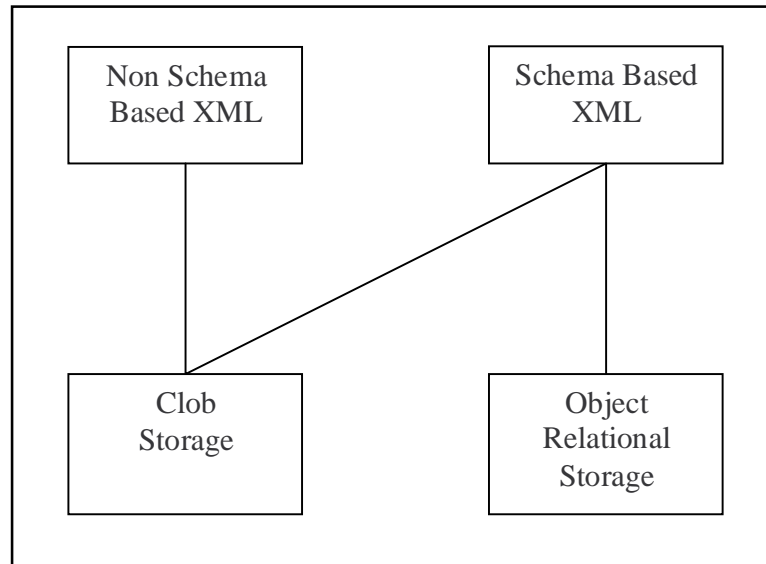 Non Schema
Based XML
Schema Based
XML
Clob
Storage
Object
Relational
Storage